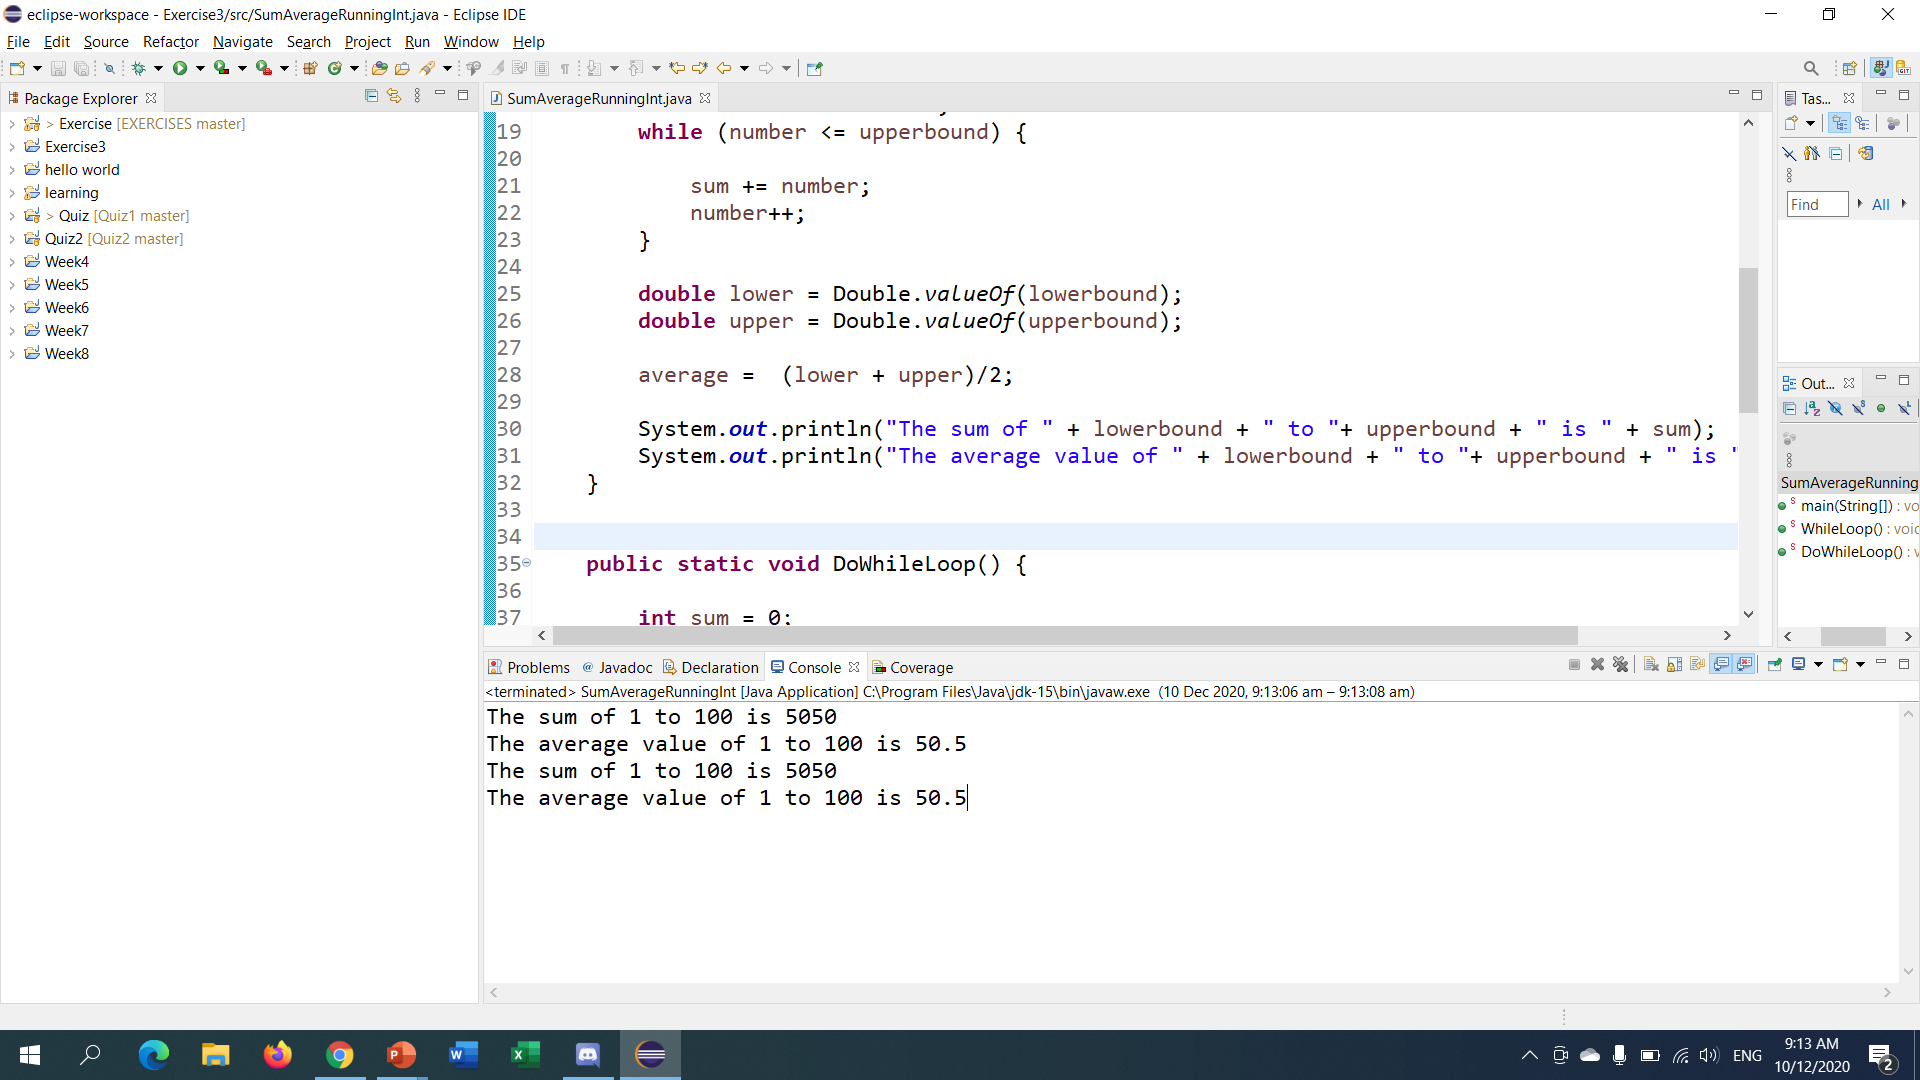 eclipse-workspace - Exercise3/src/SumAverageRunningInt.java - Eclipse IDE
File Edit Source Refactor Navigate Search Project Run Window Help
Package Explorer
> Exercise [EXERCISES master]
Exercise3
hello world
learning
> Quiz [Quiz1 master]
Quiz2 [Quiz2 master]
Week4
Week5
Week6
Week7
Week8
SumAverageRunningInt.java
19 while (number <= upperbound) {
20
21 sum += number;
22 number++;
23 }
24
25 double lower = Double.valueOf(lowerbound);
26 double upper = Double.valueOf(upperbound);
27
28 average =  (lower + upper)/2;
29
30 System.out.println("The sum of " + lowerbound + " to "+ upperbound + " is " + sum);
31 System.out.println("The average value of " + lowerbound + " to "+ upperbound + " is "
32 }
33
34
35 public static void DoWhileLoop() {
36
37 int sum = 0;
Tas...
Find All
Out...
SumAverageRunning
main(String[]) : vo
WhileLoop() : voic
DoWhileLoop() : v
Problems Javadoc Declaration Console Coverage
<terminated> SumAverageRunningInt [Java Application] C:\Program Files\Java\jdk-15\bin\javaw.exe (10 Dec 2020, 9:13:06 am – 9:13:08 am)
The sum of 1 to 100 is 5050
The average value of 1 to 100 is 50.5
The sum of 1 to 100 is 5050
The average value of 1 to 100 is 50.5
ENG
9:13 AM
10/12/2020
2